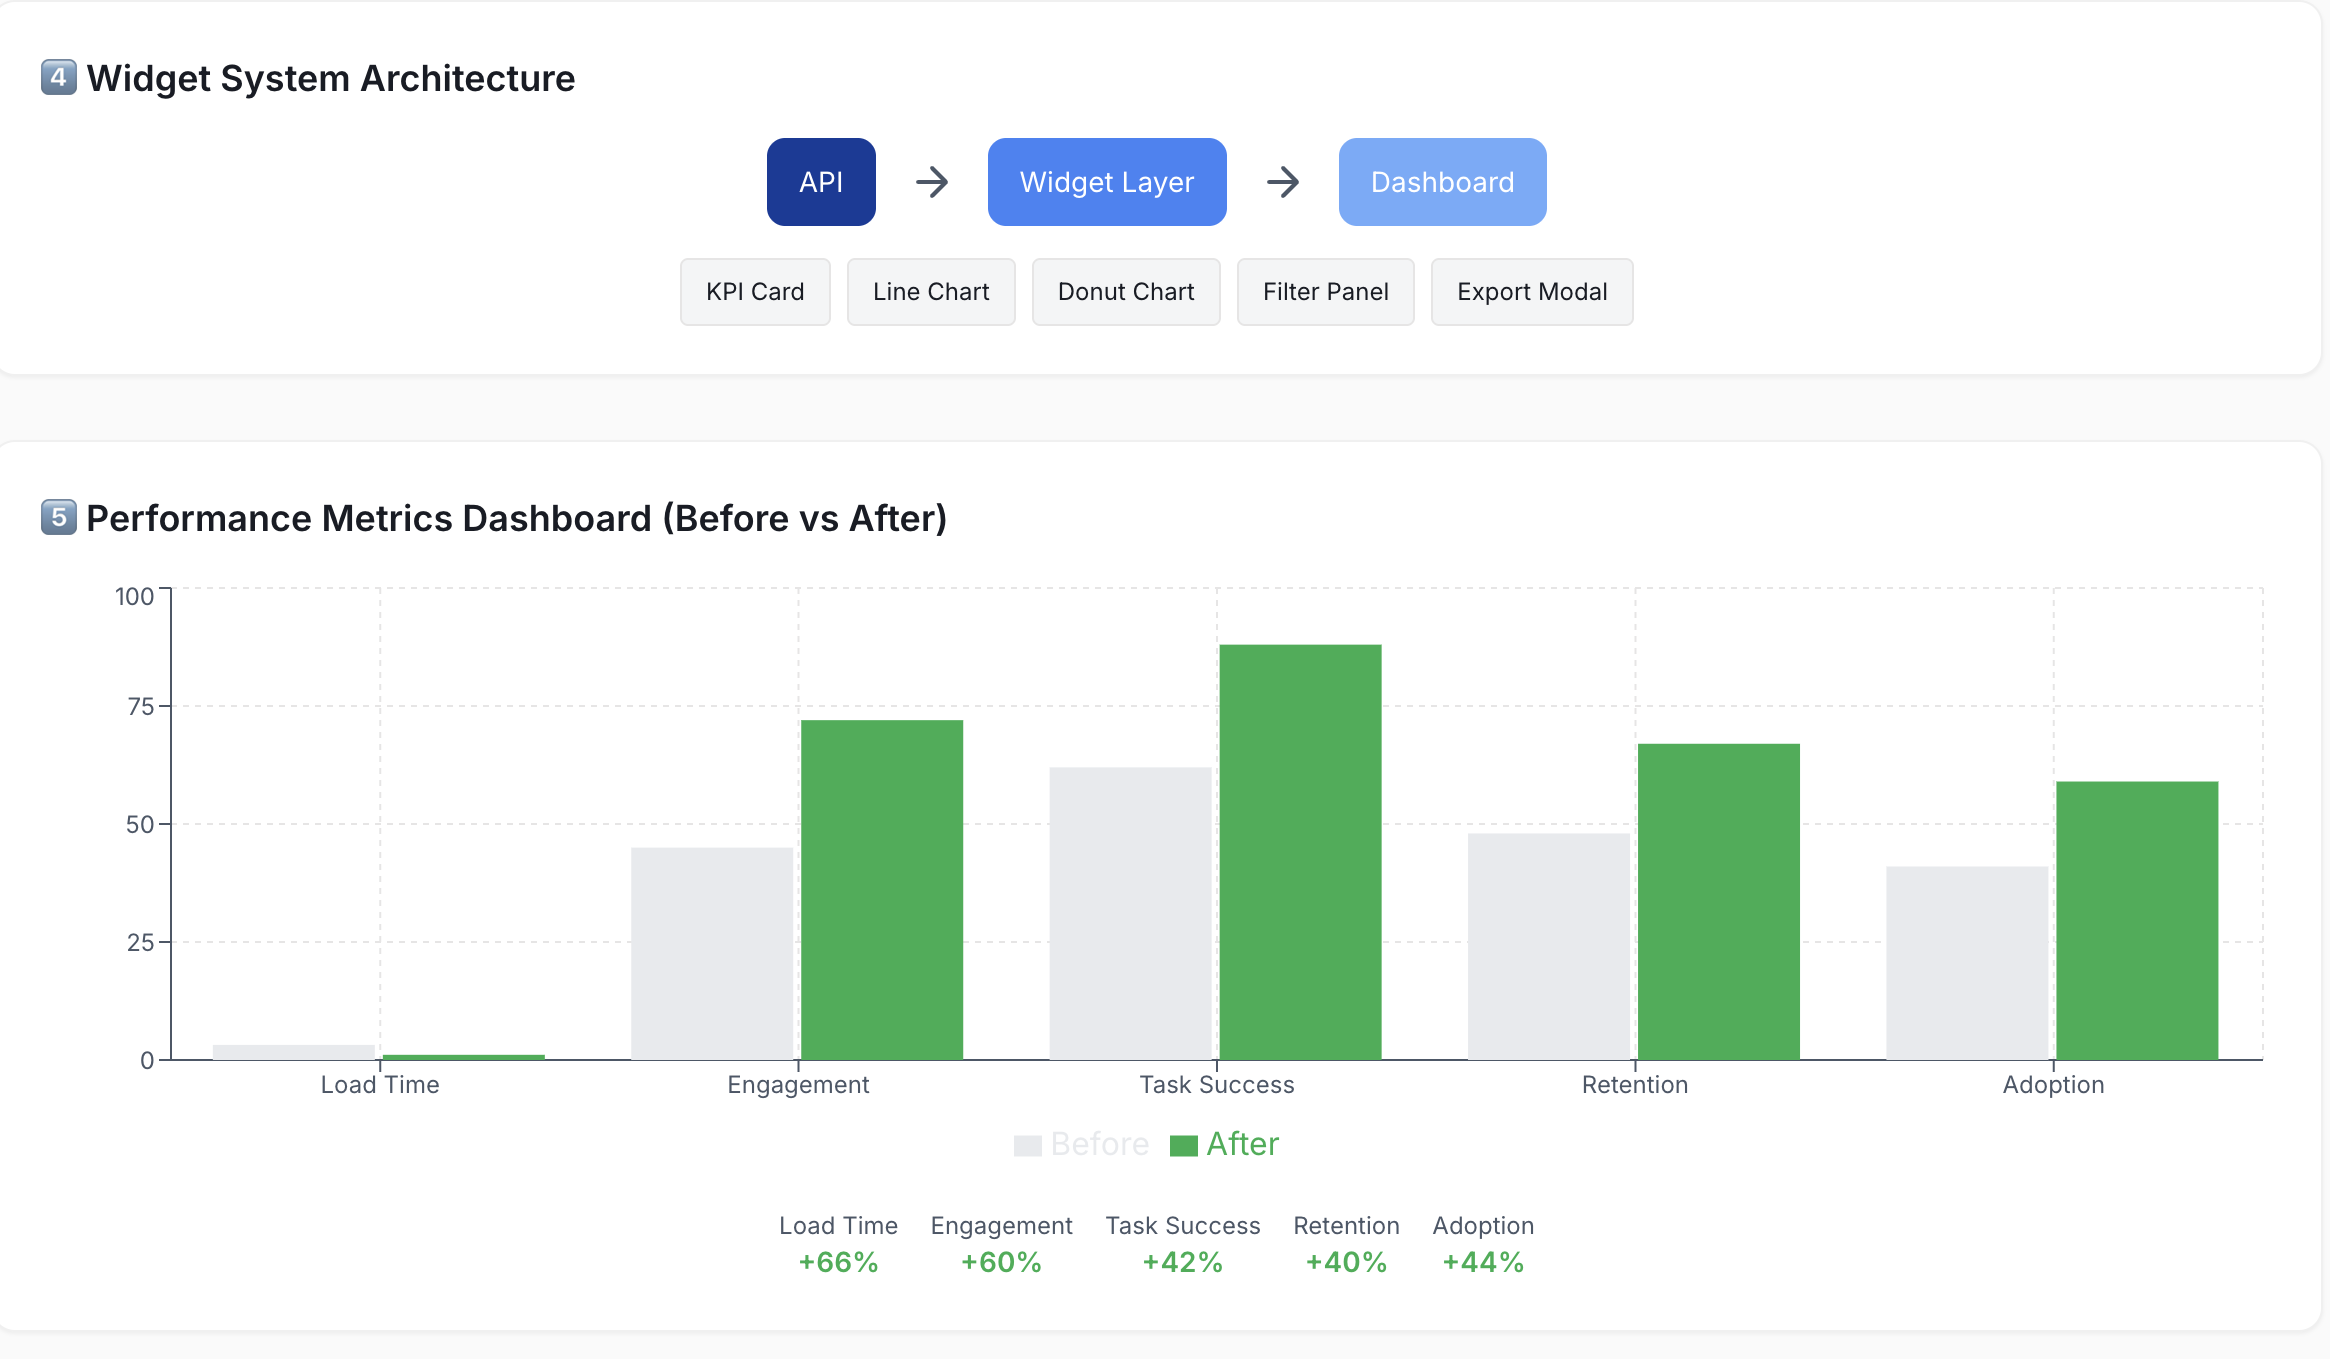 4️⃣ Widget System Architecture
API → Widget Layer → Dashboard
KPI Card Line Chart Donut Chart Filter Panel Export Modal
5️⃣ Performance Metrics Dashboard (Before vs After)
100
75
50
25
0
Load Time Engagement Task Success Retention Adoption
Before After
Load Time Engagement Task Success Retention Adoption
+66% +60% +42% +40% +44%